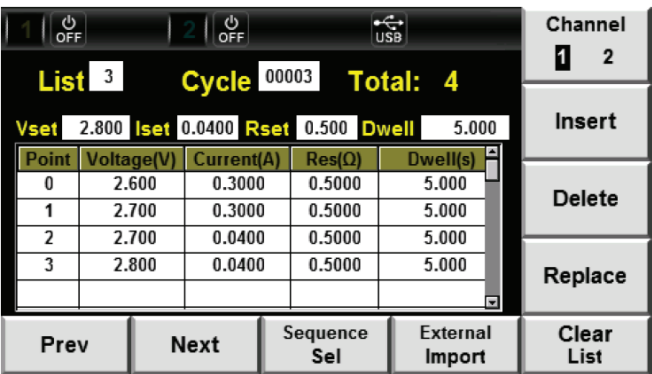 1 OFF 2 OFF USB
Channel
1 2
List 3 Cycle 00003 Total: 4
Vset 2.800 Iset 0.0400 Rset 0.500 Dwell 5.000
Insert
Point Voltage(V) Current(A) Res(Ω) Dwell(s)
0 2.600 0.3000 0.5000 5.000
1 2.700 0.3000 0.5000 5.000
2 2.700 0.0400 0.5000 5.000
3 2.800 0.0400 0.5000 5.000
Delete
Replace
Prev
Next
Sequence
Sel
External
Import
Clear
List